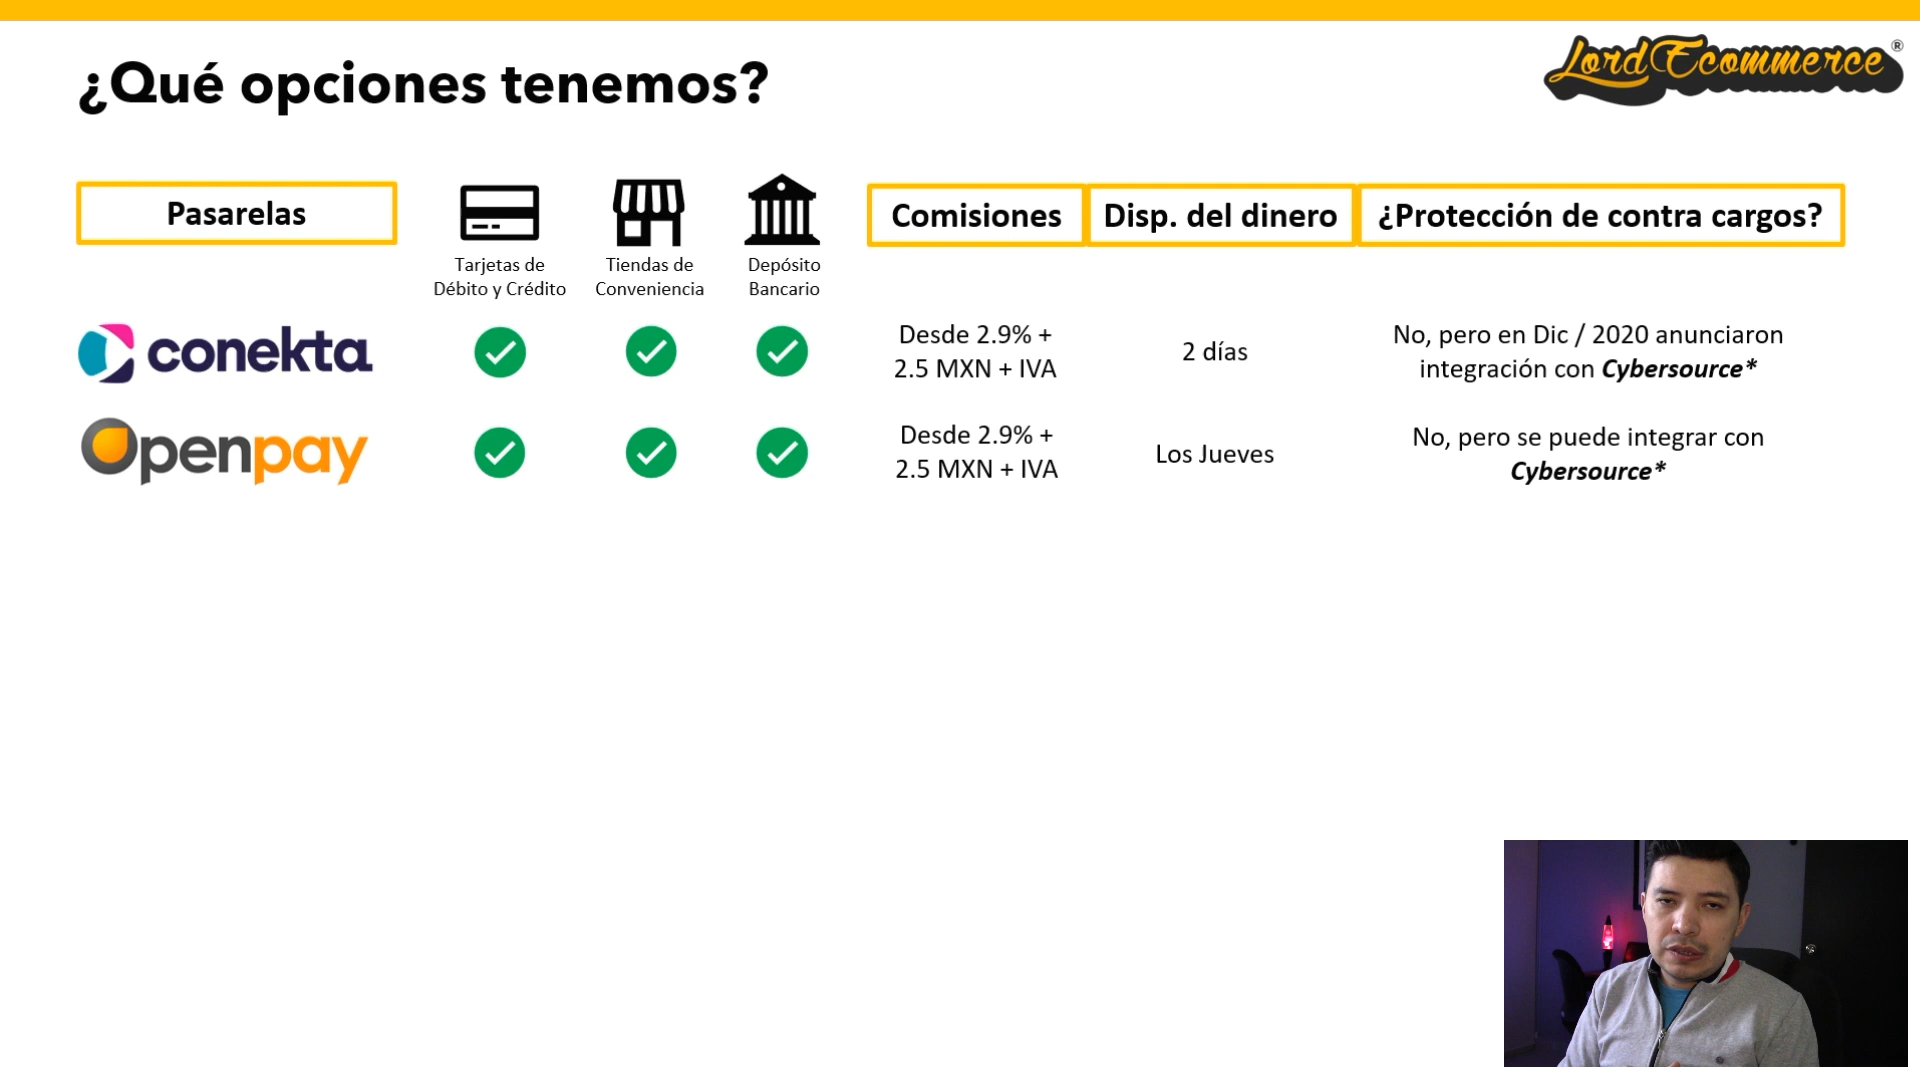 ¿Qué opciones tenemos?
Lord Ecommerce ®
Pasarelas
Tarjetas de
Débito y Crédito
Tiendas de
Conveniencia
Depósito
Bancario
Comisiones
Disp. del dinero
¿Protección de contra cargos?
conekta
Desde 2.9% +
2.5 MXN + IVA
2 días
No, pero en Dic / 2020 anunciaron
integración con Cybersource*
Openpay
Desde 2.9% +
2.5 MXN + IVA
Los Jueves
No, pero se puede integrar con
Cybersource*